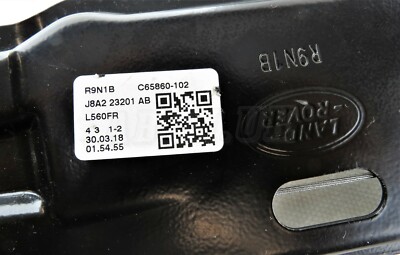 R9N1B C65860-102
J8A2 23201 AB
L560FR
4 3 1-2
30.03.18
01.54.55
R9N1B
LAND
ROVER